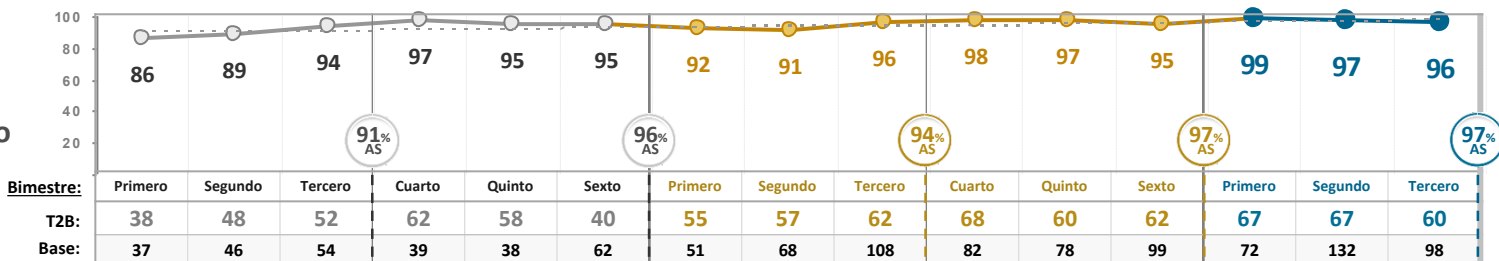 100
80
60
40
20
o
86 89 94 97 95 95 92 91 96 98 97 95 99 97 96
91% AS 96% AS 94% AS 97% AS 97% AS
Bimestre: Primero Segundo Tercero Cuarto Quinto Sexto Primero Segundo Tercero Cuarto Quinto Sexto Primero Segundo Tercero
T2B: 38 48 52 62 58 40 55 57 62 68 60 62 67 67 60
Base: 37 46 54 39 38 62 51 68 108 82 78 99 72 132 98